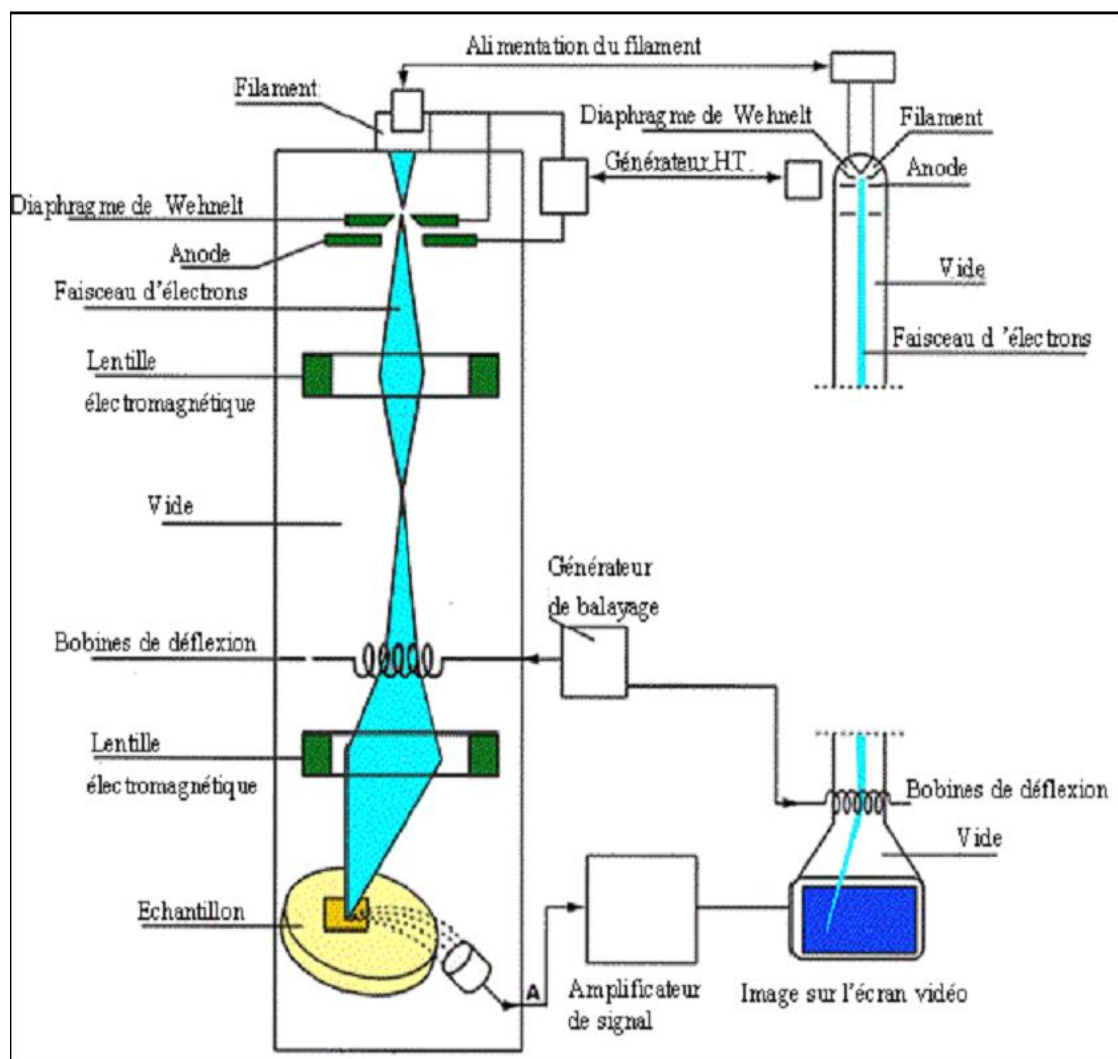 Alimentation du filament
Filament
Diaphragme de Wehnelt
Filament
Générateur HT
Anode
Diaphragme de Wehnelt
Anode
Vide
Faisceau d'électrons
Faisceau d 'électrons
Lentille
électromagnétique
Vide
Générateur
de balayage
Bobines de déflexion
Lentille
électromagnétique
Bobines de déflexion
Vide
Echantillon
A
Amplificateur
de signal
Image sur l'écran vidéo